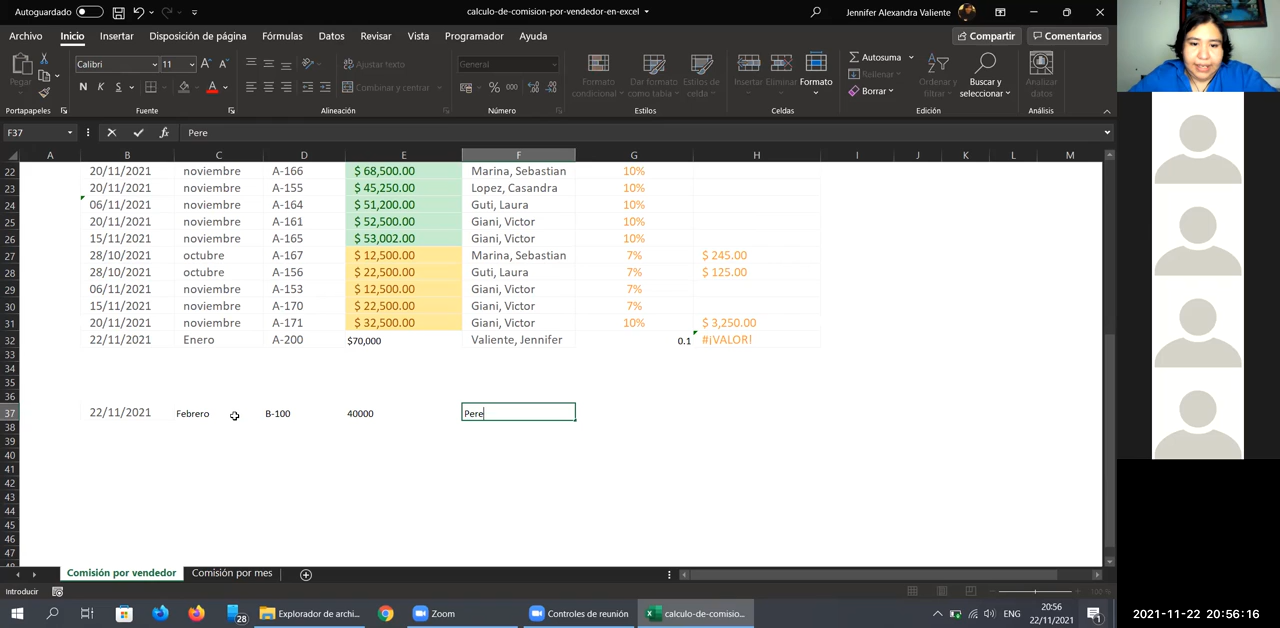 Autoguardado
calculo-de-comision-por-vendedor-en-excel
Jennifer Alexandra Valiente
Archivo Inicio Insertar Disposición de página Fórmulas Datos Revisar Vista Programador Ayuda
Compartir Comentarios
Pegar
Calibri 11
N K S
Ajustar texto
Combinar y centrar
General
% 000
Formato condicional
Dar formato como tabla
Estilos de celda
Insertar Eliminar Formato
Autosuma
Rellenar
Borrar
Ordenar y filtrar
Buscar y seleccionar
Analizar datos
Portapapeles Fuente Alineación Número Estilos Celdas Edición Análisis
F37 fx Pere
A B C D E F G H I J K L M
22 20/11/2021 noviembre A-166 $ 68,500.00 Marina, Sebastian 10%
23 20/11/2021 noviembre A-155 $ 45,250.00 Lopez, Casandra 10%
24 06/11/2021 noviembre A-164 $ 51,200.00 Guti, Laura 10%
25 20/11/2021 noviembre A-161 $ 52,500.00 Giani, Victor 10%
26 15/11/2021 noviembre A-165 $ 53,002.00 Giani, Victor 10%
27 28/10/2021 octubre A-167 $ 12,500.00 Marina, Sebastian 7% $ 245.00
28 28/10/2021 octubre A-156 $ 22,500.00 Guti, Laura 7% $ 125.00
29 06/11/2021 noviembre A-153 $ 12,500.00 Giani, Victor 7%
30 15/11/2021 noviembre A-170 $ 22,500.00 Giani, Victor 7%
31 20/11/2021 noviembre A-171 $ 32,500.00 Giani, Victor 10% $ 3,250.00
32 22/11/2021 Enero A-200 $70,000 Valiente, Jennifer 0.1 #¡VALOR!
33
34
35
36
37 22/11/2021 Febrero B-100 40000 Pere
38
39
40
41
42
43
44
45
46
47
Comisión por vendedor Comisión por mes
Introducir
100 %
28
Explorador de archi...
Zoom
Controles de reunión
calculo-de-comisio...
ENG
20:56
22/11/2021
1
2021-11-22 20:56:16